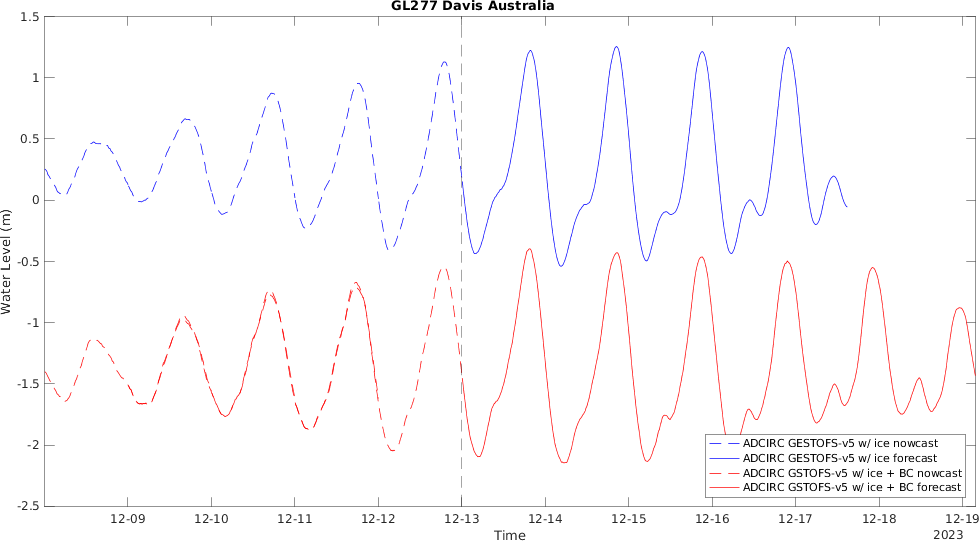 GL277 Davis Australia
1.5
1
0.5
0
-0.5
-1
-1.5
-2
-2.5
Water Level (m)
ADCIRC GESTOFS-v5 w/ ice nowcast
ADCIRC GESTOFS-v5 w/ ice forecast
ADCIRC GSTOFS-v5 w/ ice + BC nowcast
ADCIRC GSTOFS-v5 w/ ice + BC forecast
12-09 12-10 12-11 12-12 12-13 12-14 12-15 12-16 12-17 12-18 12-19
Time
2023